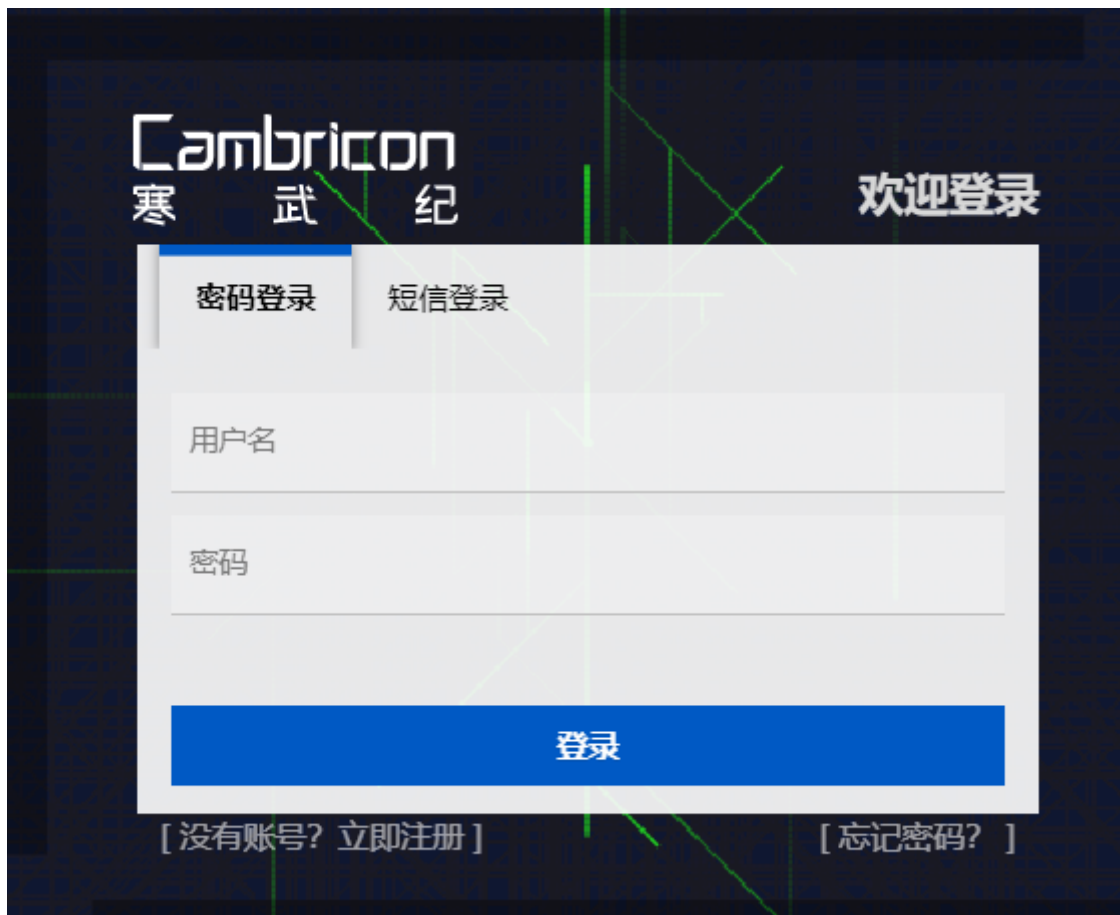 Cambricon
寒武纪
欢迎登录
密码登录 短信登录
用户名
密码
登录
[ 没有账号? 立即注册 ] [ 忘记密码? ]